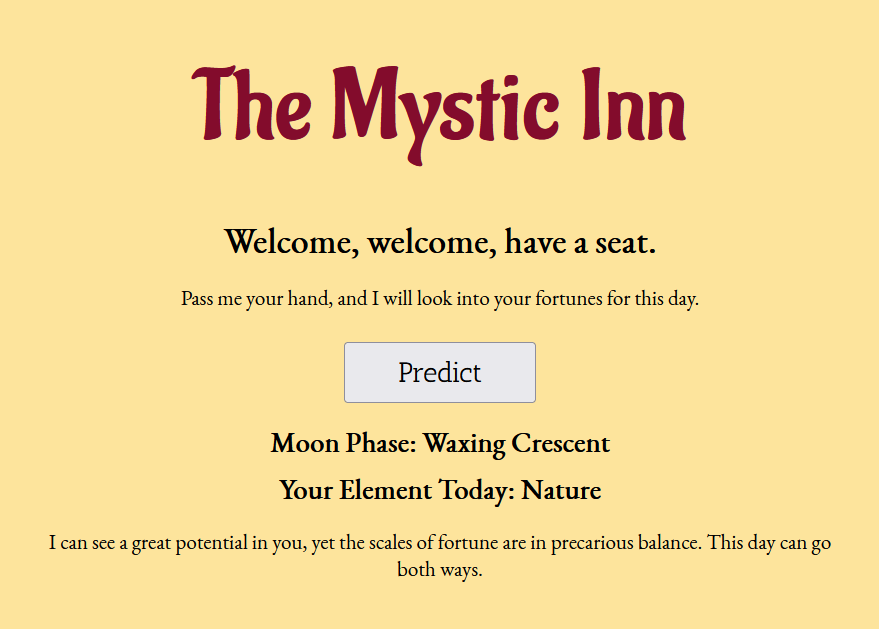 The Mystic Inn
Welcome, welcome, have a seat.
Pass me your hand, and I will look into your fortunes for this day.
Predict
Moon Phase: Waxing Crescent
Your Element Today: Nature
I can see a great potential in you, yet the scales of fortune are in precarious balance. This day can go
both ways.